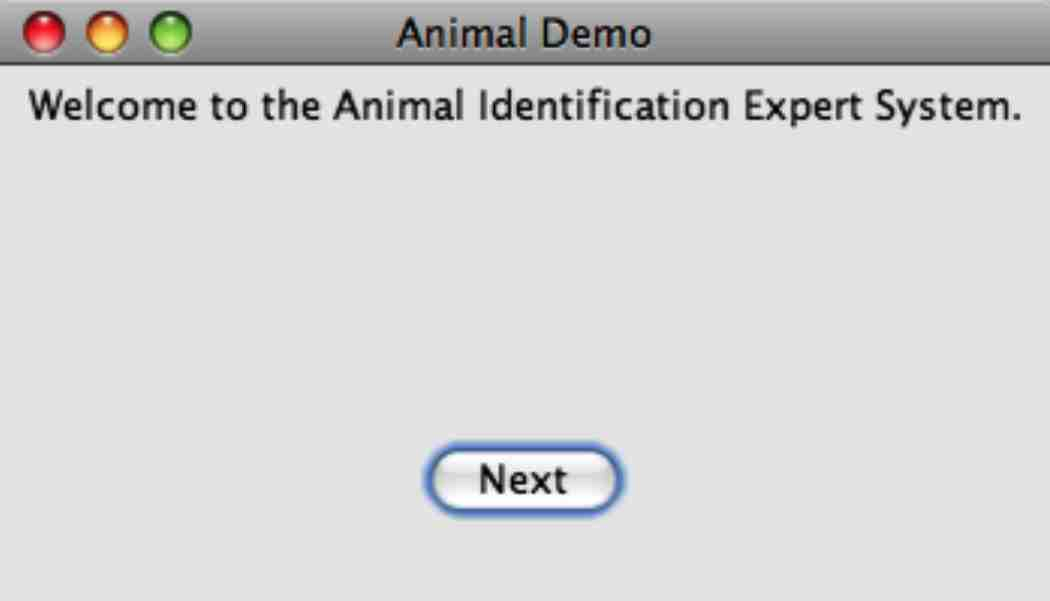 Animal Demo
Welcome to the Animal Identification Expert System.
Next